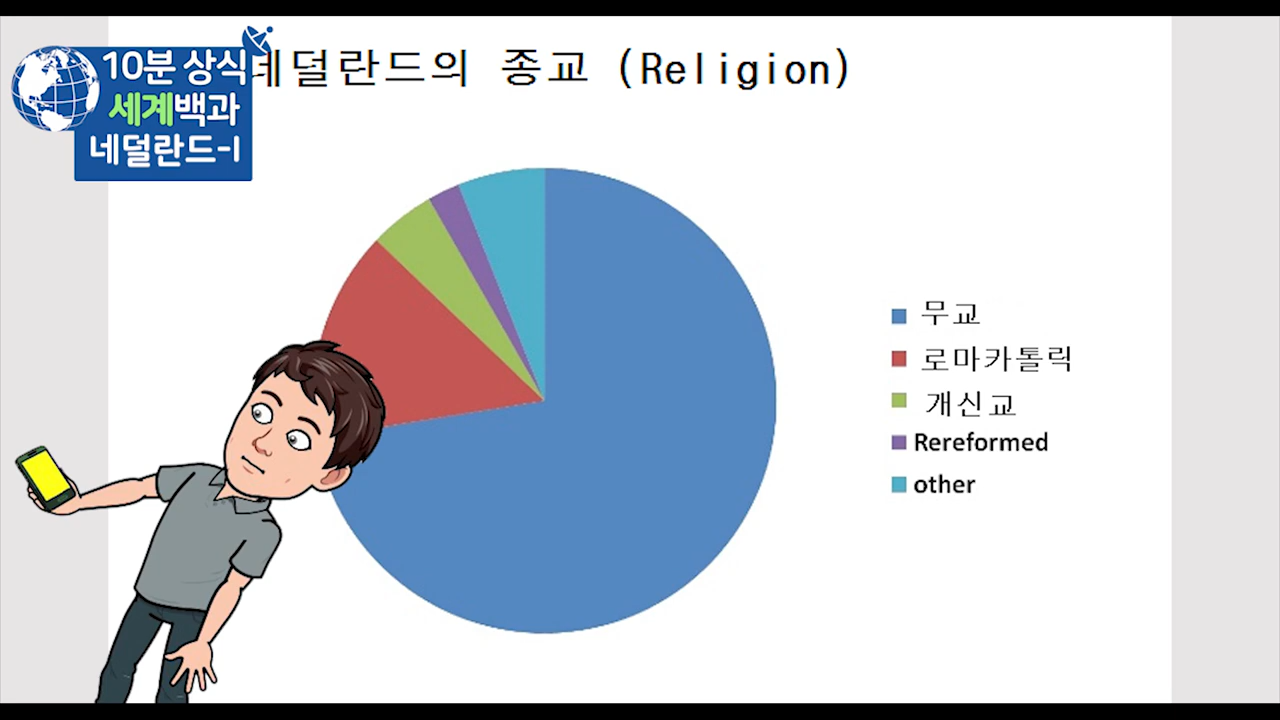 10분 상식
세계백과
네덜란드-I
네덜란드의 종교 (Religion)
무교
로마카톨릭
개신교
Rereformed
other